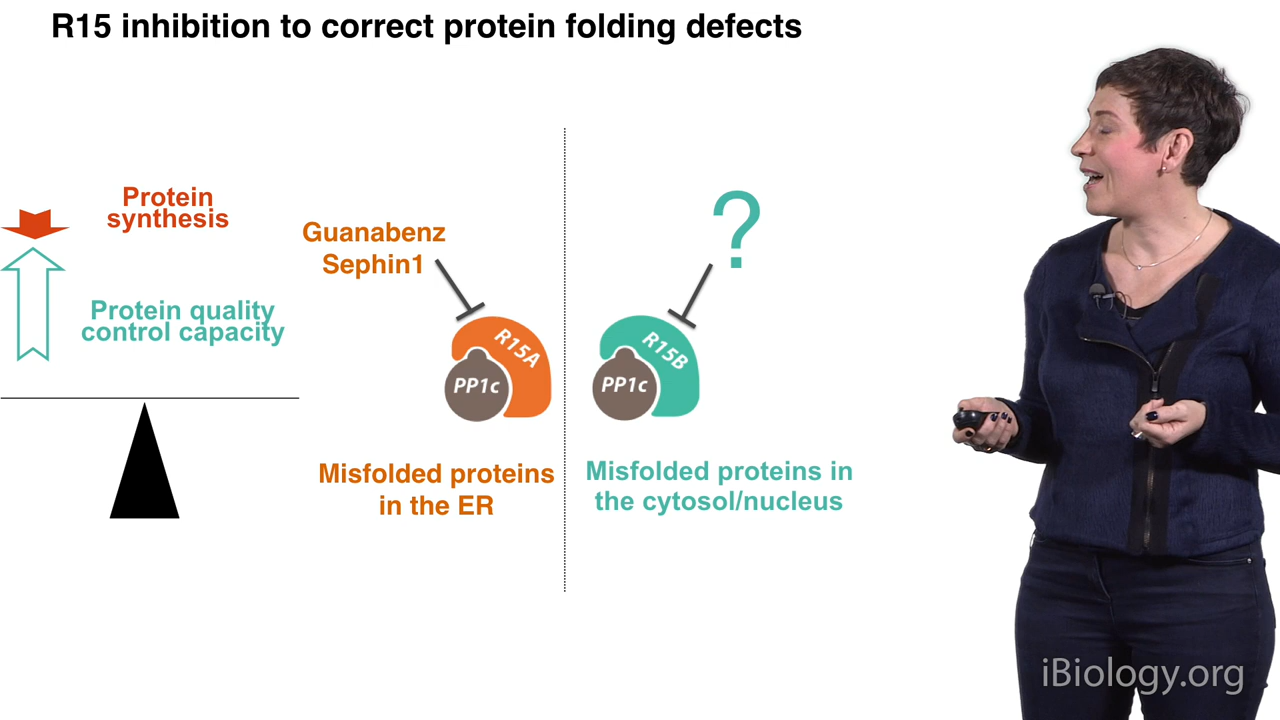 R15 inhibition to correct protein folding defects
Protein
synthesis
Protein quality
control capacity
Guanabenz
Sephin1
R15A
PP1c
Misfolded proteins
in the ER
?
R15B
PP1c
Misfolded proteins in
the cytosol/nucleus
iBiology.org